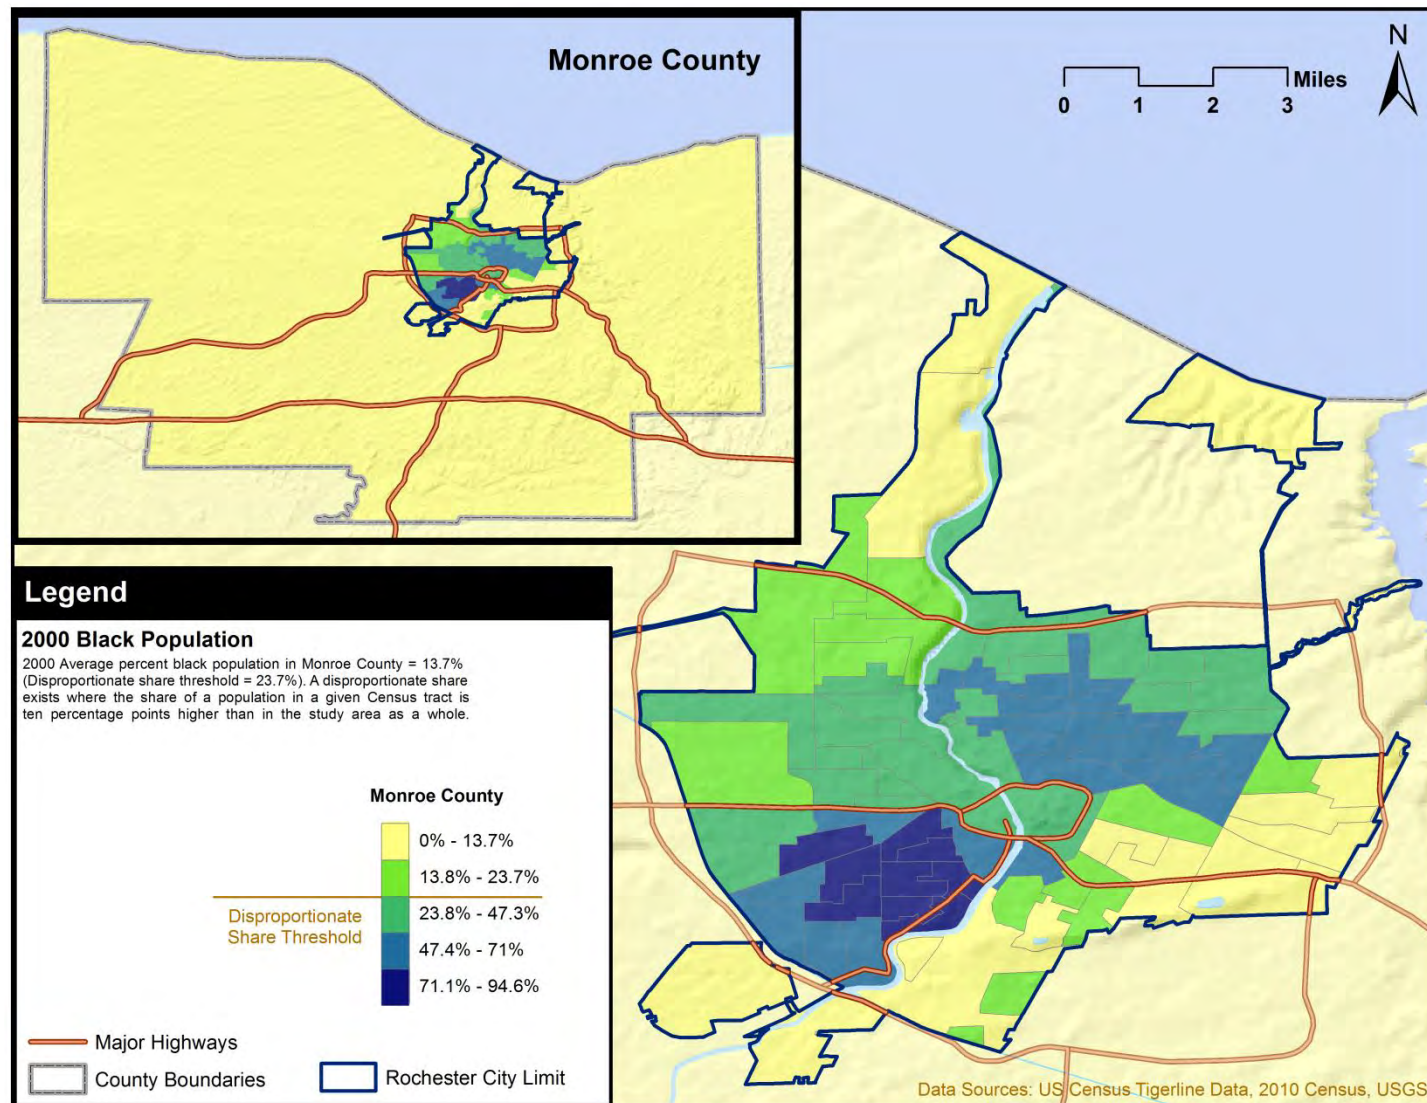 Monroe County
N
Miles
0 1 2 3
Legend
2000 Black Population
2000 Average percent black population in Monroe County = 13.7%
(Disproportionate share threshold = 23.7%). A disproportionate share
exists where the share of a population in a given Census tract is
ten percentage points higher than in the study area as a whole.
Monroe County
0% - 13.7%
13.8% - 23.7%
Disproportionate
Share Threshold
23.8% - 47.3%
47.4% - 71%
71.1% - 94.6%
Major Highways
County Boundaries
Rochester City Limit
Data Sources: US Census Tigerline Data, 2010 Census, USGS